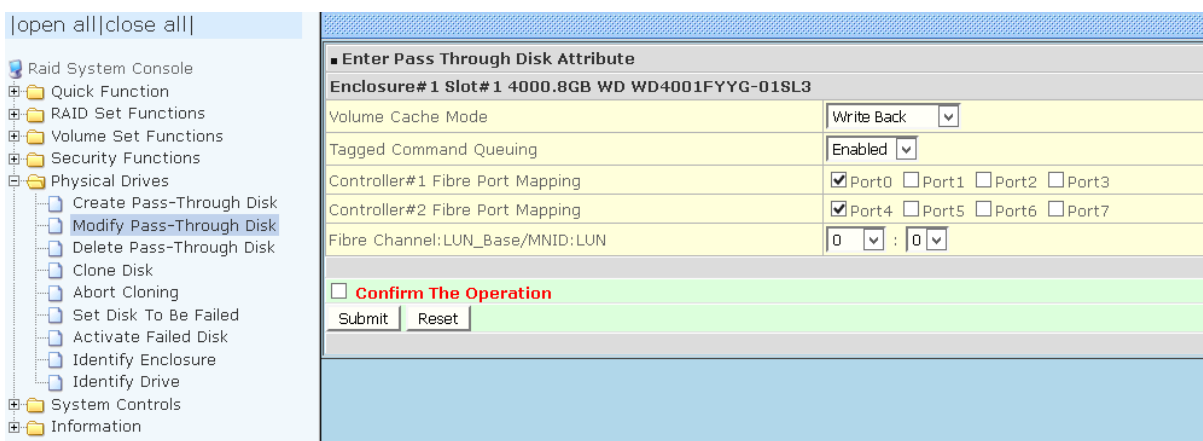 |open all|close all|
Raid System Console
Quick Function
RAID Set Functions
Volume Set Functions
Security Functions
Physical Drives
Create Pass-Through Disk
Modify Pass-Through Disk
Delete Pass-Through Disk
Clone Disk
Abort Cloning
Set Disk To Be Failed
Activate Failed Disk
Identify Enclosure
Identify Drive
System Controls
Information
Enter Pass Through Disk Attribute
Enclosure#1 Slot#1 4000.8GB WD WD4001FYYG-01SL3
Volume Cache Mode Write Back
Tagged Command Queuing Enabled
Controller#1 Fibre Port Mapping Port0 Port1 Port2 Port3
Controller#2 Fibre Port Mapping Port4 Port5 Port6 Port7
Fibre Channel:LUN_Base/MNID:LUN 0 : 0
Confirm The Operation
Submit Reset